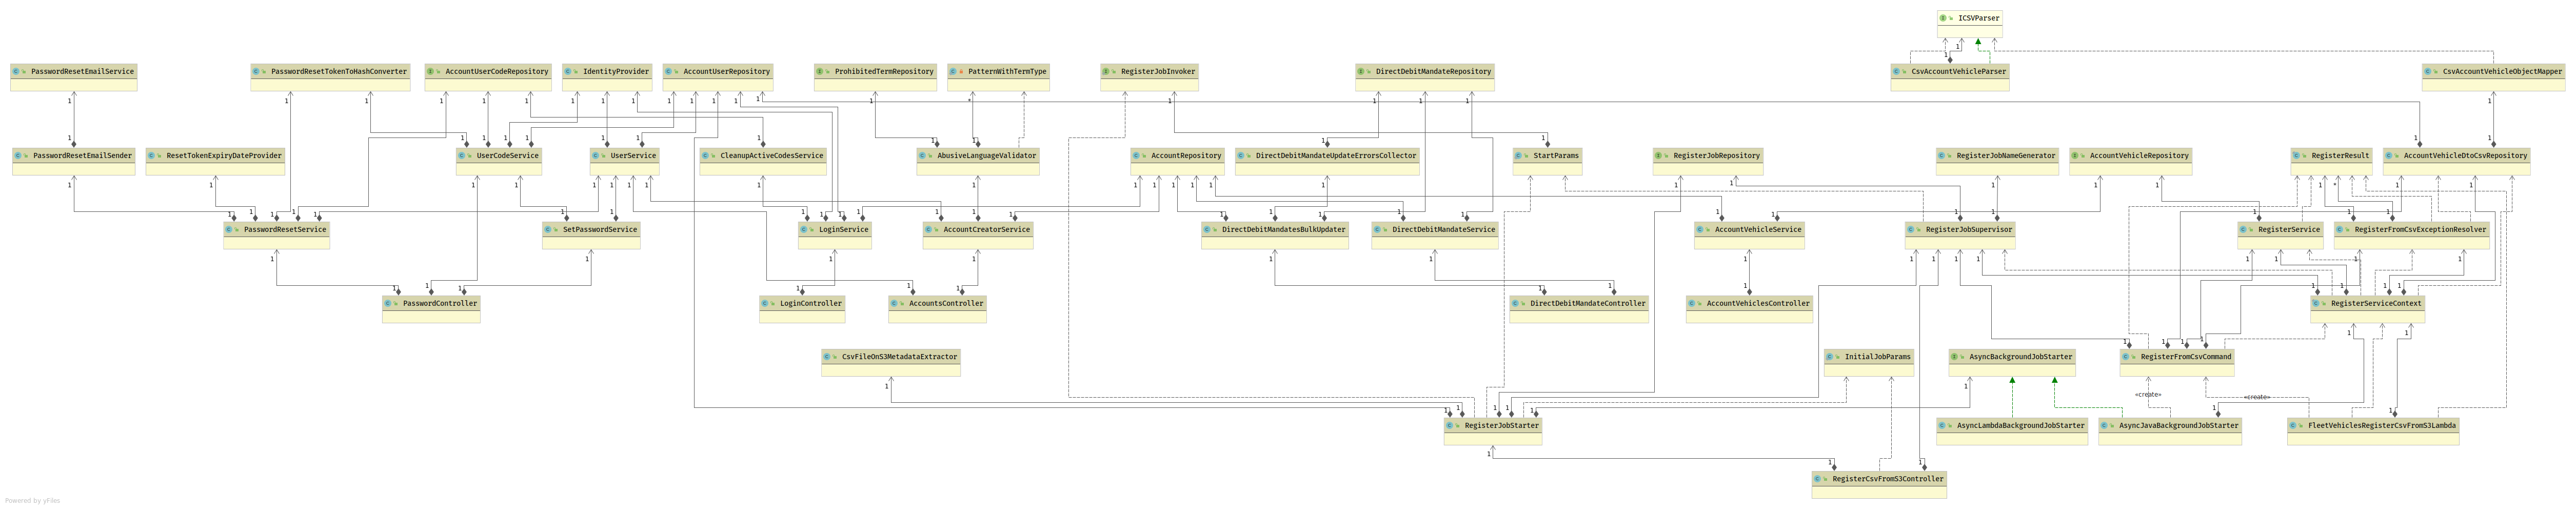 ICSVParser
PasswordResetEmailService
PasswordResetTokenToHashConverter
AccountUserCodeRepository
IdentityProvider
AccountUserRepository
ProhibitedTermRepository
PatternWithTermType
RegisterJobInvoker
DirectDebitMandateRepository
CsvAccountVehicleParser
CsvAccountVehicleObjectMapper
PasswordResetEmailSender
ResetTokenExpiryDateProvider
UserCodeService
UserService
CleanupActiveCodesService
AbusiveLanguageValidator
AccountRepository
DirectDebitMandateUpdateErrorsCollector
StartParams
RegisterJobRepository
RegisterJobNameGenerator
AccountVehicleRepository
RegisterResult
AccountVehicleDtoCsvRepository
PasswordResetService
SetPasswordService
LoginService
AccountCreatorService
DirectDebitMandatesBulkUpdater
DirectDebitMandateService
AccountVehicleService
RegisterJobSupervisor
RegisterService
RegisterFromCsvExceptionResolver
PasswordController
LoginController
AccountsController
DirectDebitMandateController
AccountVehiclesController
RegisterServiceContext
CsvFileOnS3MetadataExtractor
InitialJobParams
AsyncBackgroundJobStarter
RegisterFromCsvCommand
«create»
«create»
RegisterJobStarter
AsyncLambdaBackgroundJobStarter
AsyncJavaBackgroundJobStarter
FleetVehiclesRegisterCsvFromS3Lambda
RegisterCsvFromS3Controller
Powered by yFiles